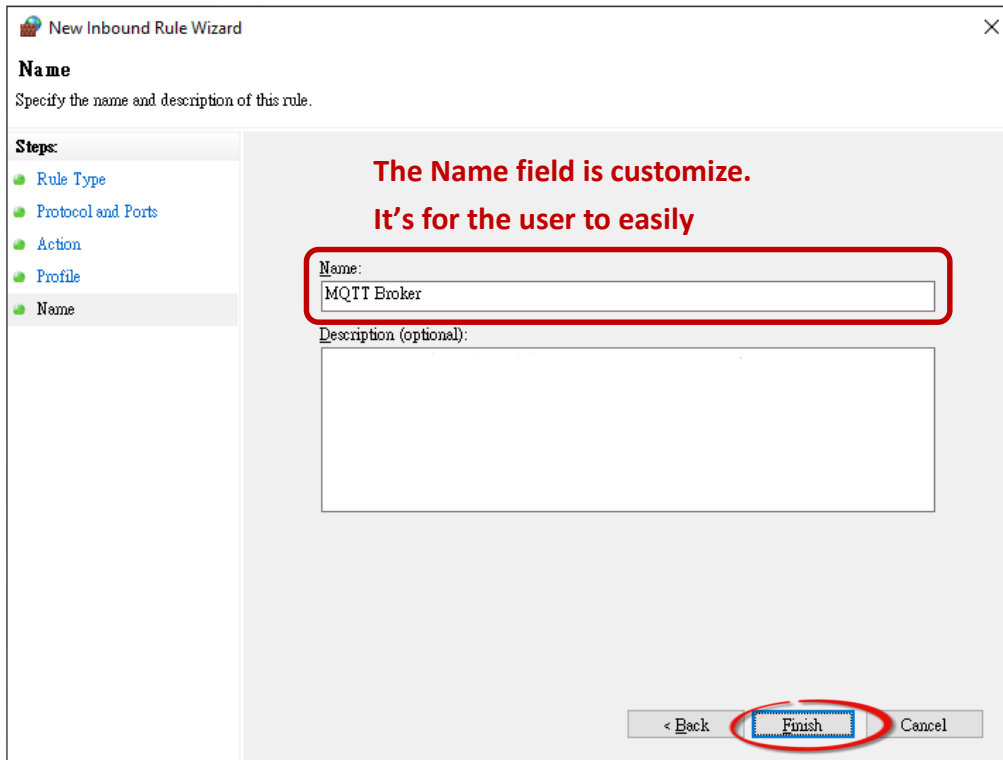 New Inbound Rule Wizard
Name
Specify the name and description of this rule.
Steps:
Rule Type
Protocol and Ports
Action
Profile
Name
The Name field is customize.
It’s for the user to easily
Name:
MQTT Broker
Description (optional):
< Back Finish Cancel